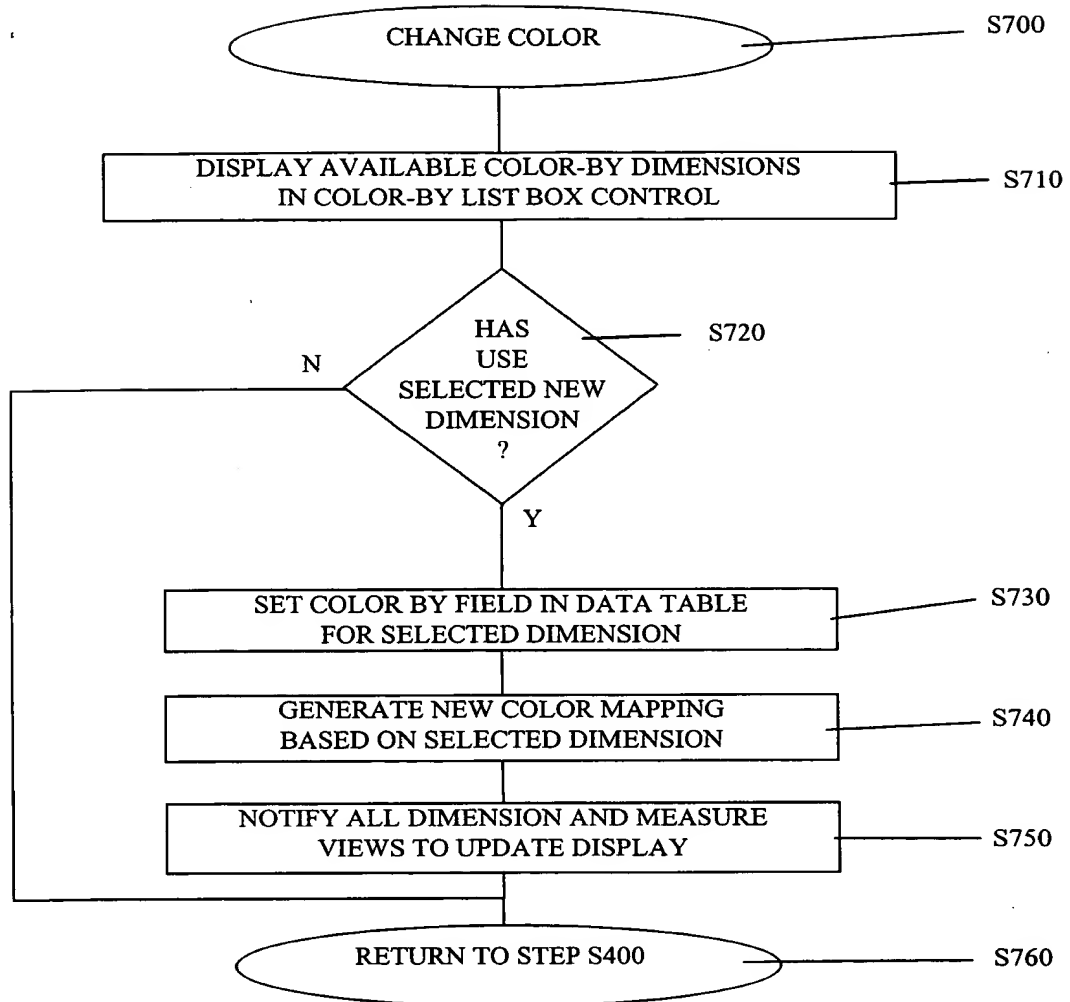 CHANGE COLOR
S700
DISPLAY AVAILABLE COLOR-BY DIMENSIONS
IN COLOR-BY LIST BOX CONTROL
S710
HAS
USE
SELECTED NEW
DIMENSION
?
S720
N
Y
SET COLOR BY FIELD IN DATA TABLE
FOR SELECTED DIMENSION
S730
GENERATE NEW COLOR MAPPING
BASED ON SELECTED DIMENSION
S740
NOTIFY ALL DIMENSION AND MEASURE
VIEWS TO UPDATE DISPLAY
S750
RETURN TO STEP S400
S760